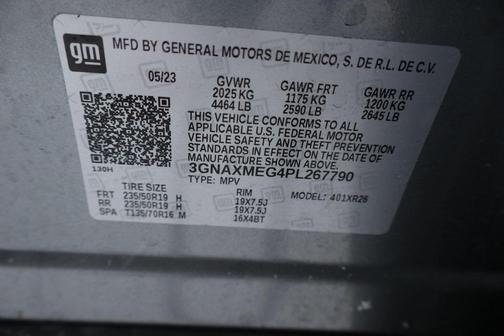 gm
MFD BY GENERAL MOTORS DE MEXICO, S. DE R.L. DE C.V.
05/23 GVWR GAWR FRT GAWR RR
2025 KG 1175 KG 1200 KG
4464 LB 2590 LB 2645 LB
THIS VEHICLE CONFORMS TO ALL
APPLICABLE U.S. FEDERAL MOTOR
VEHICLE SAFETY AND THEFT
PREVENTION STANDARDS IN EFFECT
ON THE DATE OF
MANUFACTURE SHOWN ABOVE.
130H 3GNAXMEG4PL267790
TYPE: MPV
TIRE SIZE RIM MODEL: 401XR26
FRT 235/50R19 H 19X7.5J
RR 235/50R19 H 19X7.5J
SPA T135/70R16 M 16X4BT